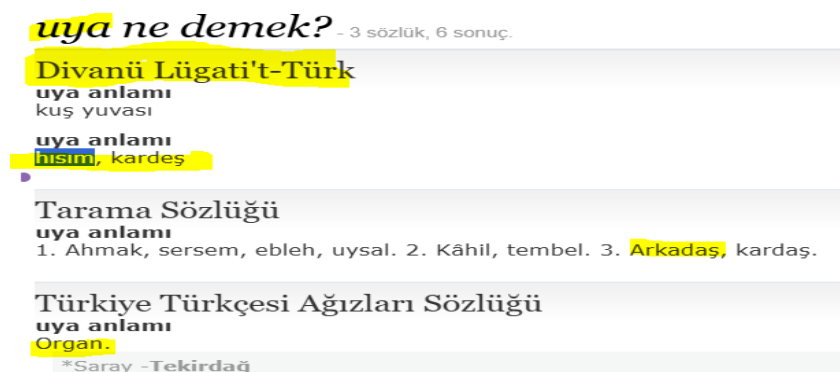 uya ne demek? - 3 sözlük, 6 sonuç.
Divanü Lügati't-Türk
uya anlamı
kuş yuvası
uya anlamı
hısım, kardeş
Tarama Sözlüğü
uya anlamı
1. Ahmak, sersem, ebleh, uysal. 2. Kâhil, tembel. 3. Arkadaş, kardaş.
Türkiye Türkçesi Ağızları Sözlüğü
uya anlamı
Organ.
*Saray -Tekirdağ